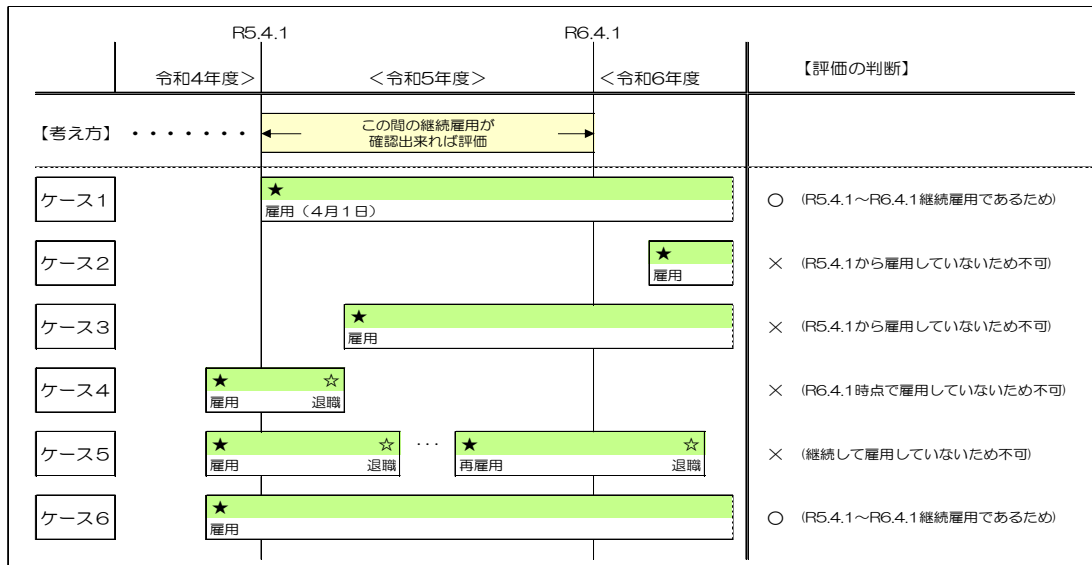 R5.4.1 R6.4.1
令和4年度> <令和5年度> <令和6年度 【評価の判断】
【考え方】 ・・・・・・・ この間の継続雇用が
確認出来れば評価
ケース1 ★
雇用（4月1日） ○ (R5.4.1～R6.4.1継続雇用であるため)
ケース2 ★
雇用 × (R5.4.1から雇用していないため不可)
ケース3 ★
雇用 × (R5.4.1から雇用していないため不可)
ケース4 ★ ☆
雇用 退職 × (R6.4.1時点で雇用していないため不可)
ケース5 ★ ☆ ・・・ ★ ☆
雇用 退職 再雇用 退職 × (継続して雇用していないため不可)
ケース6 ★
雇用 ○ (R5.4.1～R6.4.1継続雇用であるため)